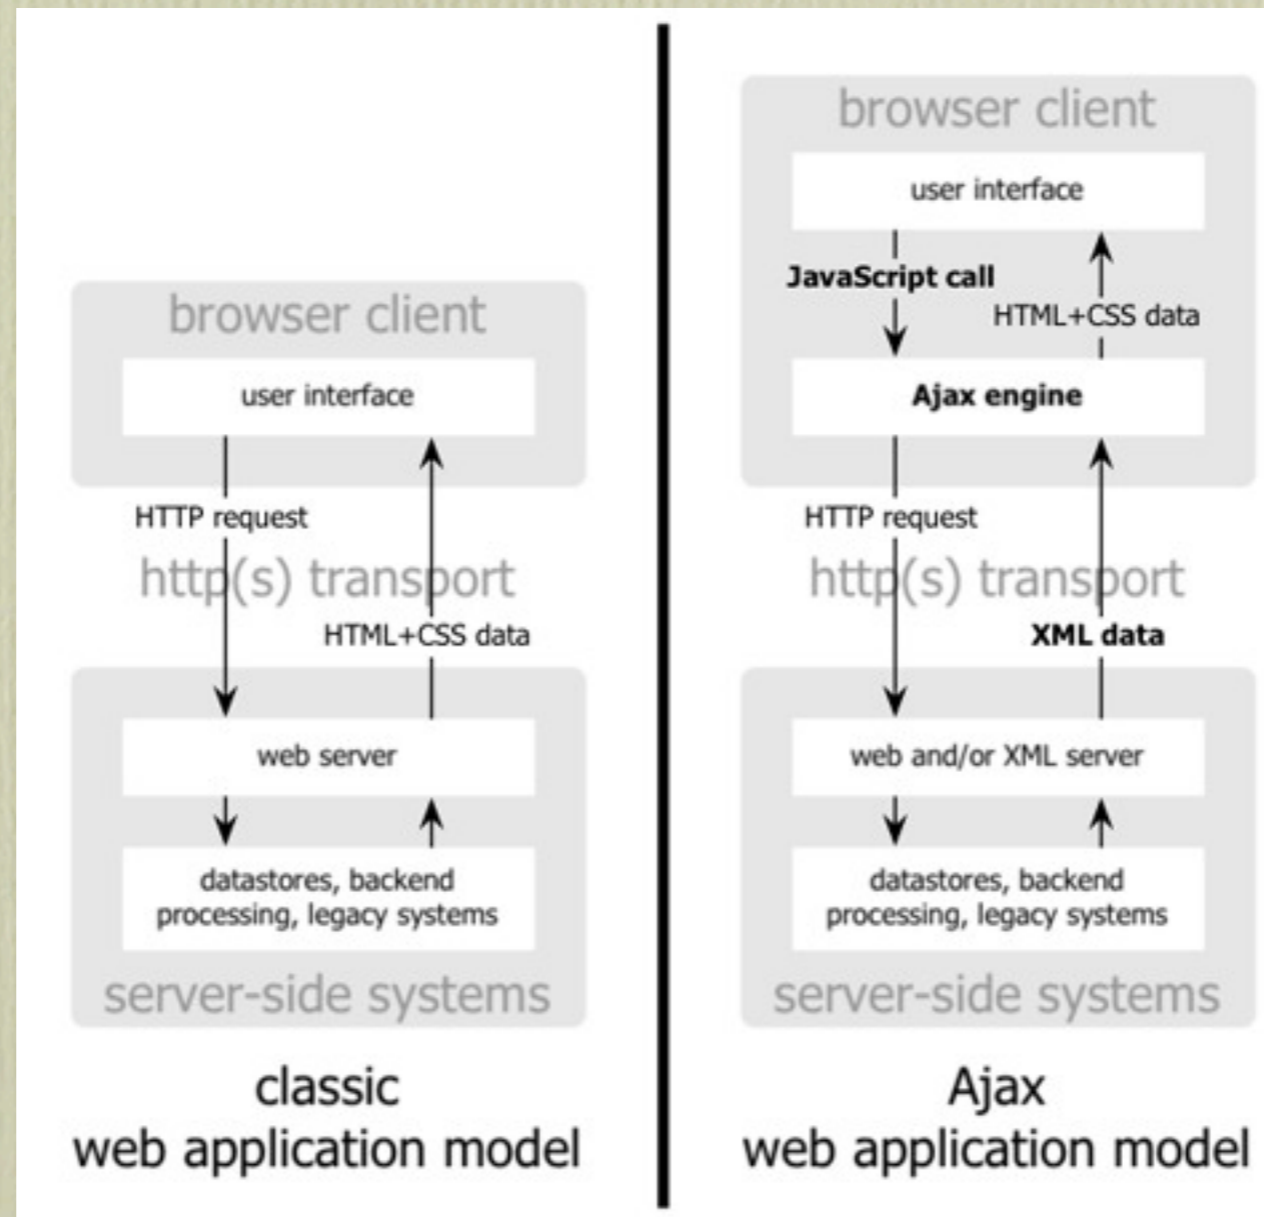 browser client
user interface
HTTP request
http(s) transport
HTML+CSS data
web server
datastores, backend
processing, legacy systems
server-side systems
classic
web application model
browser client
user interface
JavaScript call
HTML+CSS data
Ajax engine
HTTP request
http(s) transport
XML data
web and/or XML server
datastores, backend
processing, legacy systems
server-side systems
Ajax
web application model